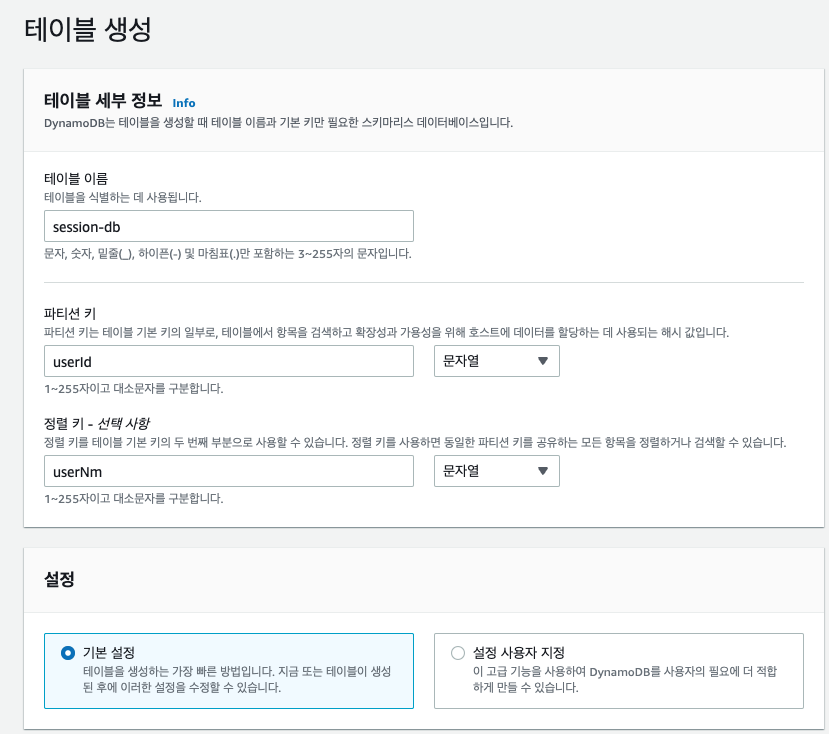 테이블 생성
테이블 세부 정보 Info
DynamoDB는 테이블을 생성할 때 테이블 이름과 기본 키만 필요한 스키마리스 데이터베이스입니다.
테이블 이름
테이블을 식별하는 데 사용됩니다.
session-db
문자, 숫자, 밑줄(_), 하이픈(-) 및 마침표(.)만 포함하는 3~255자의 문자입니다.
파티션 키
파티션 키는 테이블 기본 키의 일부로, 테이블에서 항목을 검색하고 확장성과 가용성을 위해 호스트에 데이터를 할당하는 데 사용되는 해시 값입니다.
userId 문자열
1~255자이고 대소문자를 구분합니다.
정렬 키 - 선택 사항
정렬 키를 테이블 기본 키의 두 번째 부분으로 사용할 수 있습니다. 정렬 키를 사용하면 동일한 파티션 키를 공유하는 모든 항목을 정렬하거나 검색할 수 있습니다.
userNm 문자열
1~255자이고 대소문자를 구분합니다.
설정
기본 설정
테이블을 생성하는 가장 빠른 방법입니다. 지금 또는 테이블이 생성
된 후에 이러한 설정을 수정할 수 있습니다.
설정 사용자 지정
이 고급 기능을 사용하여 DynamoDB를 사용자의 필요에 더 적합
하게 만들 수 있습니다.